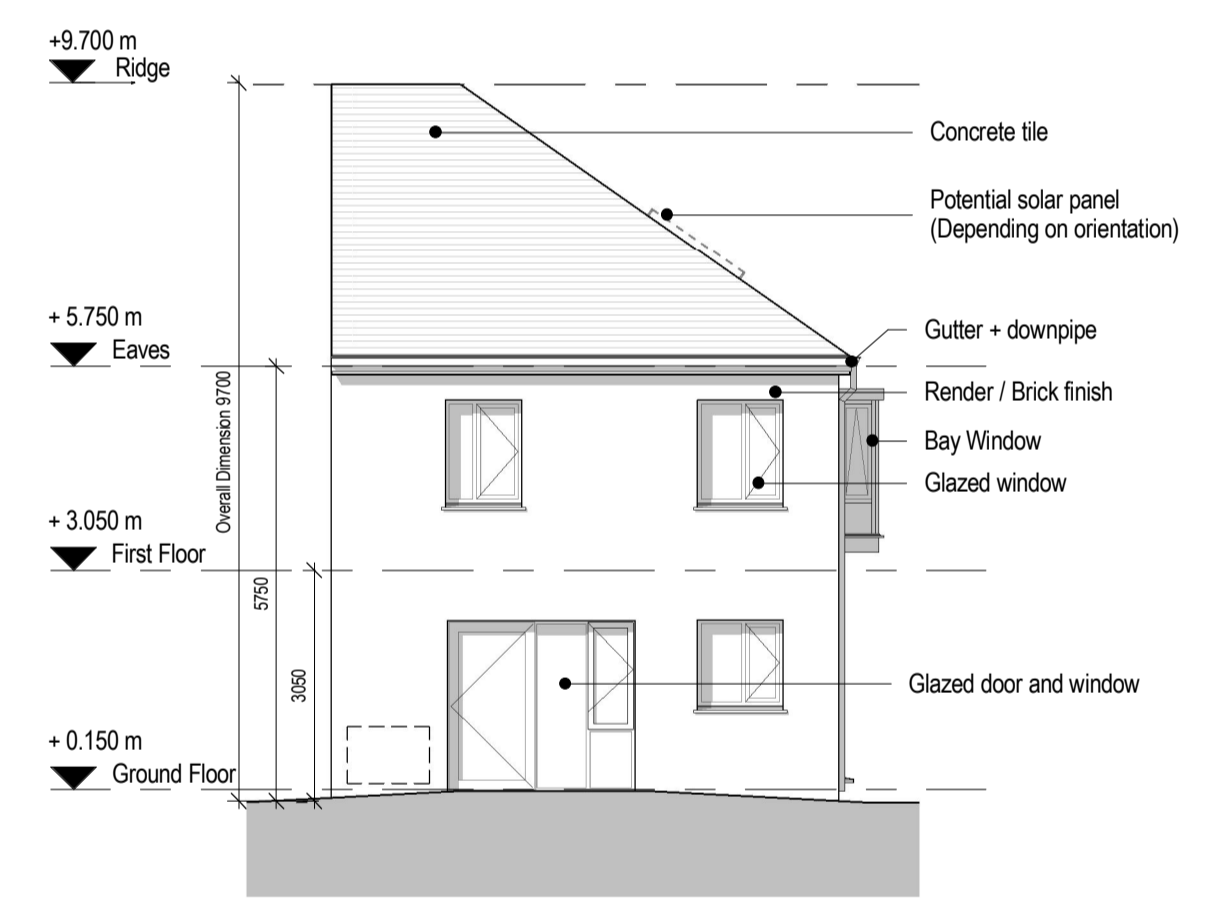 +9.700 m
Ridge
Concrete tile
Potential solar panel
(Depending on orientation)
+ 5.750 m
Eaves
Gutter + downpipe
Render / Brick finish
Bay Window
Glazed window
Overall Dimension 9700
+ 3.050 m
First Floor
5750
3050
Glazed door and window
+ 0.150 m
Ground Floor